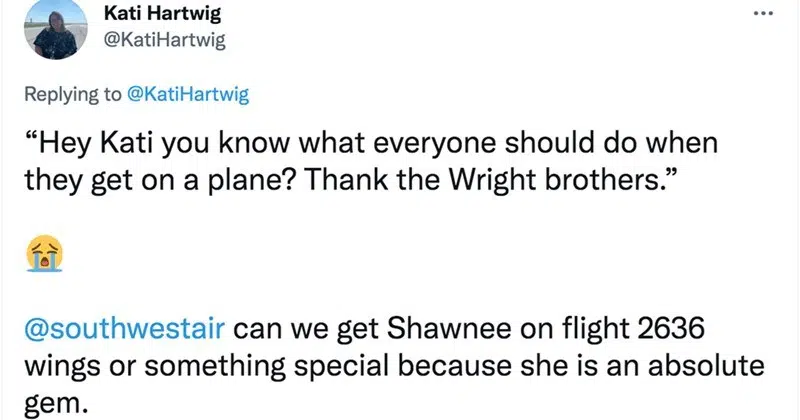 Kati Hartwig
@KatiHartwig
Replying to @KatiHartwig
“Hey Kati you know what everyone should do when
they get on a plane? Thank the Wright brothers.”
😭
@southwestair can we get Shawnee on flight 2636
wings or something special because she is an absolute
gem.